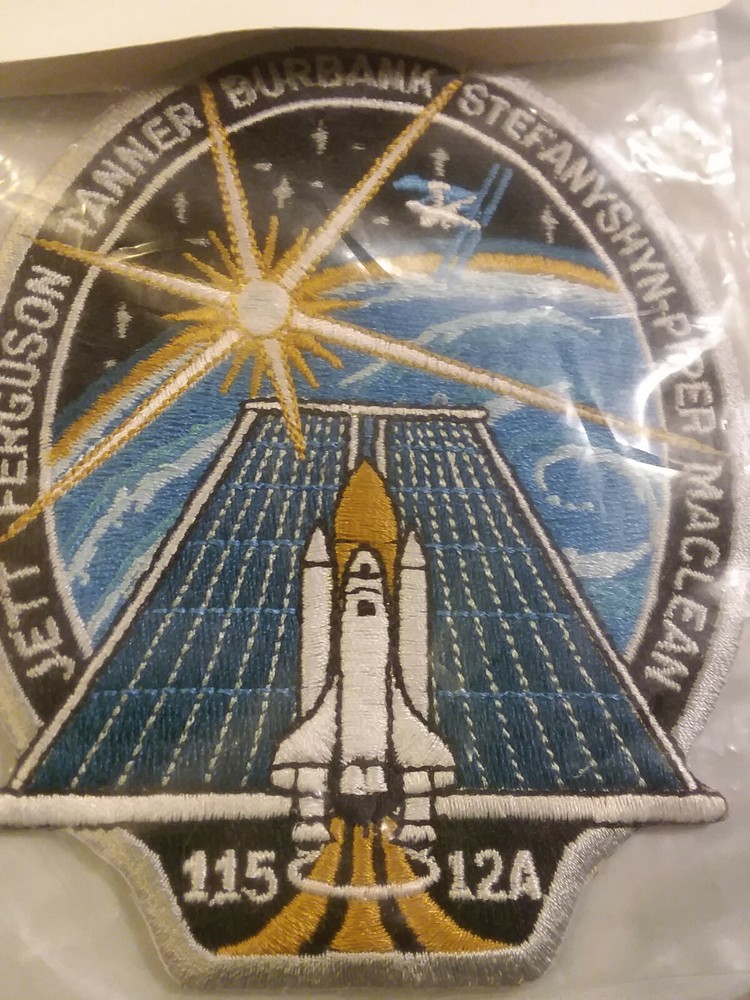 JETT FERGUSON TANNER BURBANK STEFANYSHYN-PIPER MACLEAN
115 12A